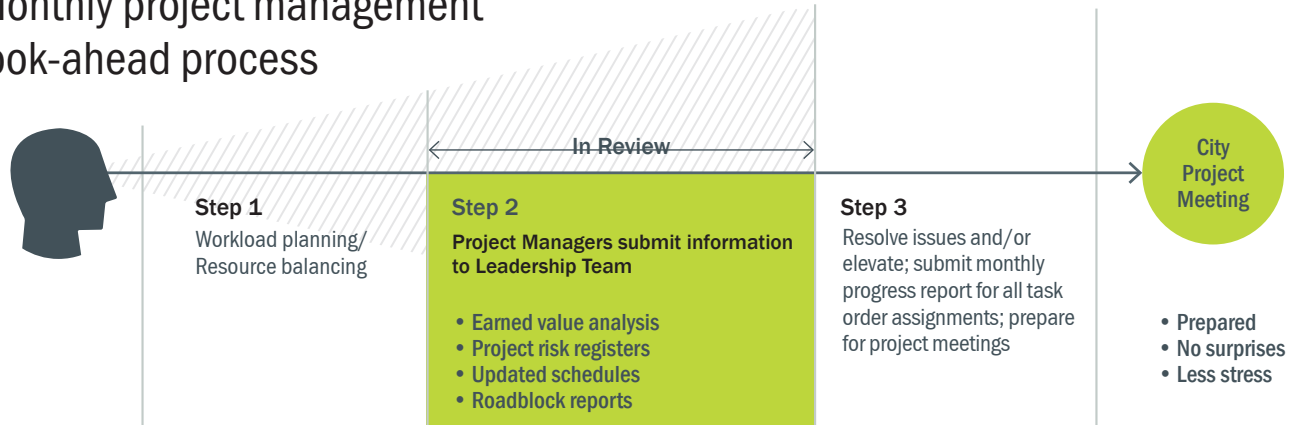 onthly project management
ook-ahead process
In Review
Step 1
Workload planning/
Resource balancing
Step 2
Project Managers submit information
to Leadership Team
• Earned value analysis
• Project risk registers
• Updated schedules
• Roadblock reports
Step 3
Resolve issues and/or
elevate; submit monthly
progress report for all task
order assignments; prepare
for project meetings
City
Project
Meeting
• Prepared
• No surprises
• Less stress